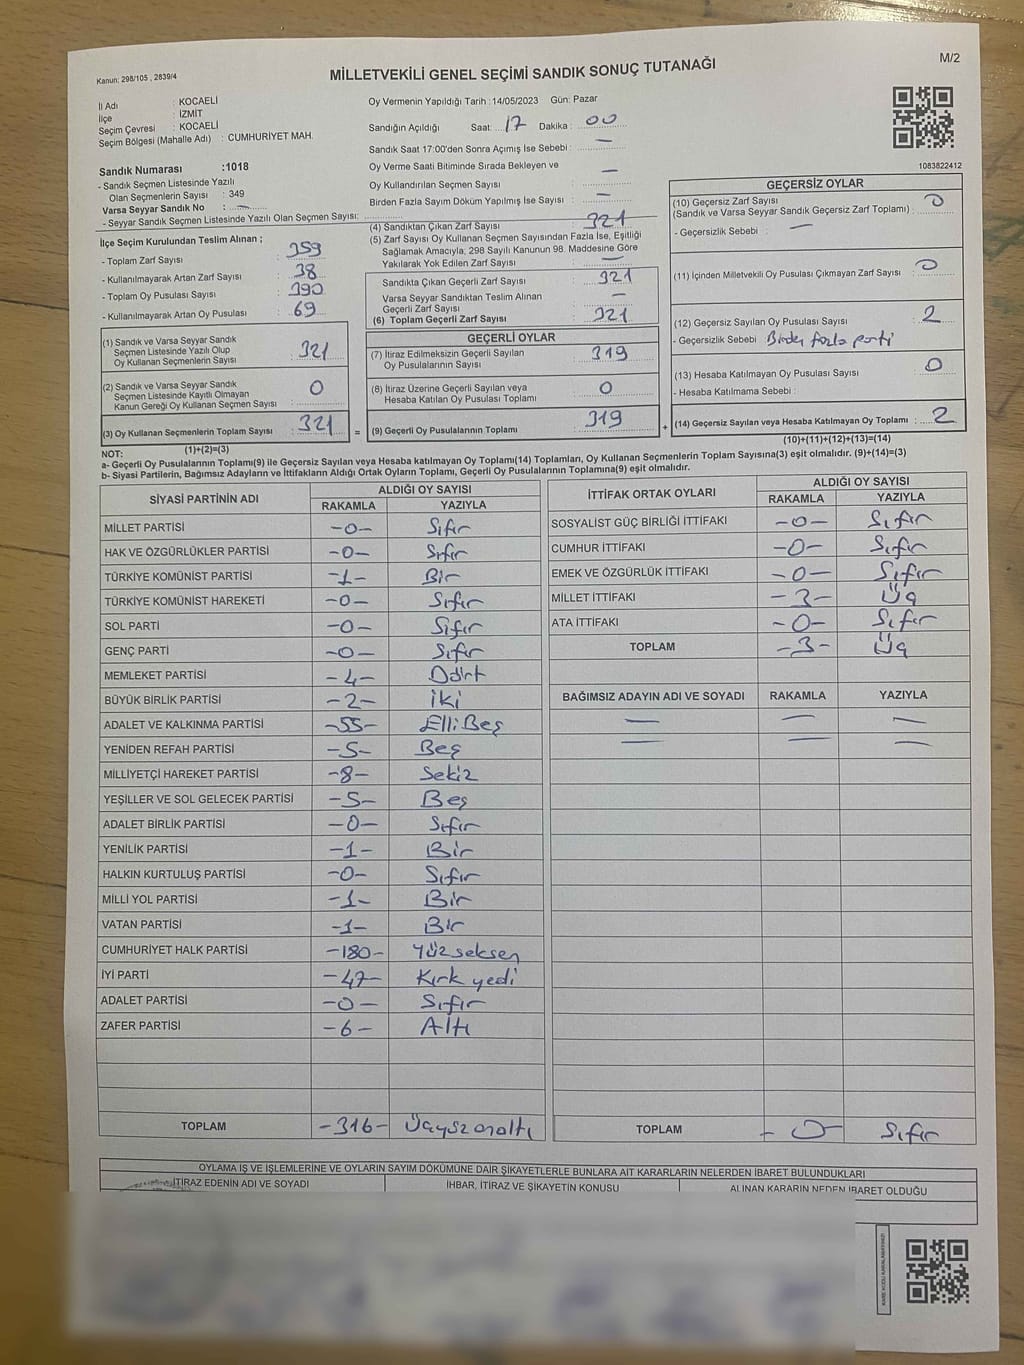 Kanun: 298/105 , 2839/4
M/2
MİLLETVEKİLİ GENEL SEÇİMİ SANDIK SONUÇ TUTANAĞI
İl Adı : KOCAELİ
İlçe : İZMİT
Seçim Çevresi : KOCAELİ
Seçim Bölgesi (Mahalle Adı) : CUMHURİYET MAH.
Oy Vermenin Yapıldığı Tarih : 14/05/2023 Gün: Pazar
Sandığın Açıldığı Saat: 17 Dakika : 00
Sandık Saat 17:00'den Sonra Açımış İse Sebebi : —
Oy Verme Saati Bitiminde Sırada Bekleyen ve
Oy Kullandırılan Seçmen Sayısı : —
Birden Fazla Sayım Döküm Yapılmış İse Sayısı : —
1083822412
Sandık Numarası :1018
- Sandık Seçmen Listesinde Yazılı
Olan Seçmenlerin Sayısı : 349
Varsa Seyyar Sandık No : —
- Seyyar Sandık Seçmen Listesinde Yazılı Olan Seçmen Sayısı:
İlçe Seçim Kurulundan Teslim Alınan ;
- Toplam Zarf Sayısı : 359
- Kullanılmayarak Artan Zarf Sayısı : 38
- Toplam Oy Pusulası Sayısı : 390
- Kullanılmayarak Artan Oy Pusulası : 69
(4) Sandıktan Çıkan Zarf Sayısı : 321
(5) Zarf Sayısı Oy Kullanan Seçmen Sayısından Fazla İse, Eşitliği
Sağlamak Amacıyla, 298 Sayılı Kanunun 98. Maddesine Göre
Yakılarak Yok Edilen Zarf Sayısı : —
Sandıkta Çıkan Geçerli Zarf Sayısı : 321
Varsa Seyyar Sandıktan Teslim Alınan
Geçerli Zarf Sayısı : —
(6) Toplam Geçerli Zarf Sayısı : 321
GEÇERSİZ OYLAR
(10) Geçersiz Zarf Sayısı
(Sandık ve Varsa Seyyar Sandık Geçersiz Zarf Toplamı) : 0
- Geçersizlik Sebebi : —
(11) İçinden Milletvekili Oy Pusulası Çıkmayan Zarf Sayısı : 0
(12) Geçersiz Sayılan Oy Pusulası Sayısı : 2
- Geçersizlik Sebebi : Birden fazla parti
(13) Hesaba Katılmayan Oy Pusulası Sayısı : 0
- Hesaba Katılmama Sebebi :
(14) Geçersiz Sayılan veya Hesaba Katılmayan Oy Toplamı : 2
(10)+(11)+(12)+(13)=(14)
(1) Sandık ve Varsa Seyyar Sandık
Seçmen Listesinde Yazılı Olup
Oy Kullanan Seçmenlerin Sayısı : 321
(2) Sandık ve Varsa Seyyar Sandık
Seçmen Listesinde Kayıtlı Olmayan
Kanun Gereği Oy Kullanan Seçmen Sayısı : 0
(3) Oy Kullanan Seçmenlerin Toplam Sayısı : 321
(1)+(2)=(3)
GEÇERLİ OYLAR
(7) İtiraz Edilmeksizin Geçerli Sayılan
Oy Pusulalarının Sayısı : 319
(8) İtiraz Üzerine Geçerli Sayılan veya
Hesaba Katılan Oy Pusulası Toplamı : 0
= (9) Geçerli Oy Pusulalarının Toplamı : 319 +
NOT:
a- Geçerli Oy Pusulalarının Toplamı(9) ile Geçersiz Sayılan veya Hesaba katılmayan Oy Toplamı(14) Toplamları, Oy Kullanan Seçmenlerin Toplam Sayısına(3) eşit olmalıdır. (9)+(14)=(3)
b- Siyasi Partilerin, Bağımsız Adayların ve İttifakların Aldığı Ortak Oyların Toplamı, Geçerli Oy Pusulalarının Toplamına(9) eşit olmalıdır.
SİYASİ PARTİNİN ADI ALDIĞI OY SAYISI
RAKAMLA YAZIYLA
MİLLET PARTİSİ -0- Sıfır
HAK VE ÖZGÜRLÜKLER PARTİSİ -0- Sıfır
TÜRKİYE KOMÜNİST PARTİSİ -1- Bir
TÜRKİYE KOMÜNİST HAREKETİ -0- Sıfır
SOL PARTİ -0- Sıfır
GENÇ PARTİ -0- Sıfır
MEMLEKET PARTİSİ -4- Dört
BÜYÜK BİRLİK PARTİSİ -2- iki
ADALET VE KALKINMA PARTİSİ -55- Elli Beş
YENİDEN REFAH PARTİSİ -5- Beş
MİLLİYETÇİ HAREKET PARTİSİ -8- Sekiz
YEŞİLLER VE SOL GELECEK PARTİSİ -5- Beş
ADALET BİRLİK PARTİSİ -0- Sıfır
YENİLİK PARTİSİ -1- Bir
HALKIN KURTULUŞ PARTİSİ -0- Sıfır
MİLLİ YOL PARTİSİ -1- Bir
VATAN PARTİSİ -1- Bir
CUMHURİYET HALK PARTİSİ -180- Yüz seksen
İYİ PARTİ -47- Kırk yedi
ADALET PARTİSİ -0- Sıfır
ZAFER PARTİSİ -6- Altı
TOPLAM -316- Üçyüz onaltı
İTTİFAK ORTAK OYLARI ALDIĞI OY SAYISI
RAKAMLA YAZIYLA
SOSYALİST GÜÇ BİRLİĞİ İTTİFAKI -0- Sıfır
CUMHUR İTTİFAKI -0- Sıfır
EMEK VE ÖZGÜRLÜK İTTİFAKI -0- Sıfır
MİLLET İTTİFAKI -3- Üç
ATA İTTİFAKI -0- Sıfır
TOPLAM -3- Üç
BAĞIMSIZ ADAYIN ADI VE SOYADI RAKAMLA YAZIYLA
— — —
— — —
TOPLAM -0- Sıfır
OYLAMA İŞ VE İŞLEMLERİNE VE OYLARIN SAYIM DÖKÜMÜNE DAİR ŞİKAYETLERLE BUNLARA AİT KARARLARIN NELERDEN İBARET BULUNDUKLARI
İTİRAZ EDENİN ADI VE SOYADI İHBAR, İTİRAZ VE ŞİKAYETİN KONUSU ALINAN KARARIN NEDEN İBARET OLDUĞU